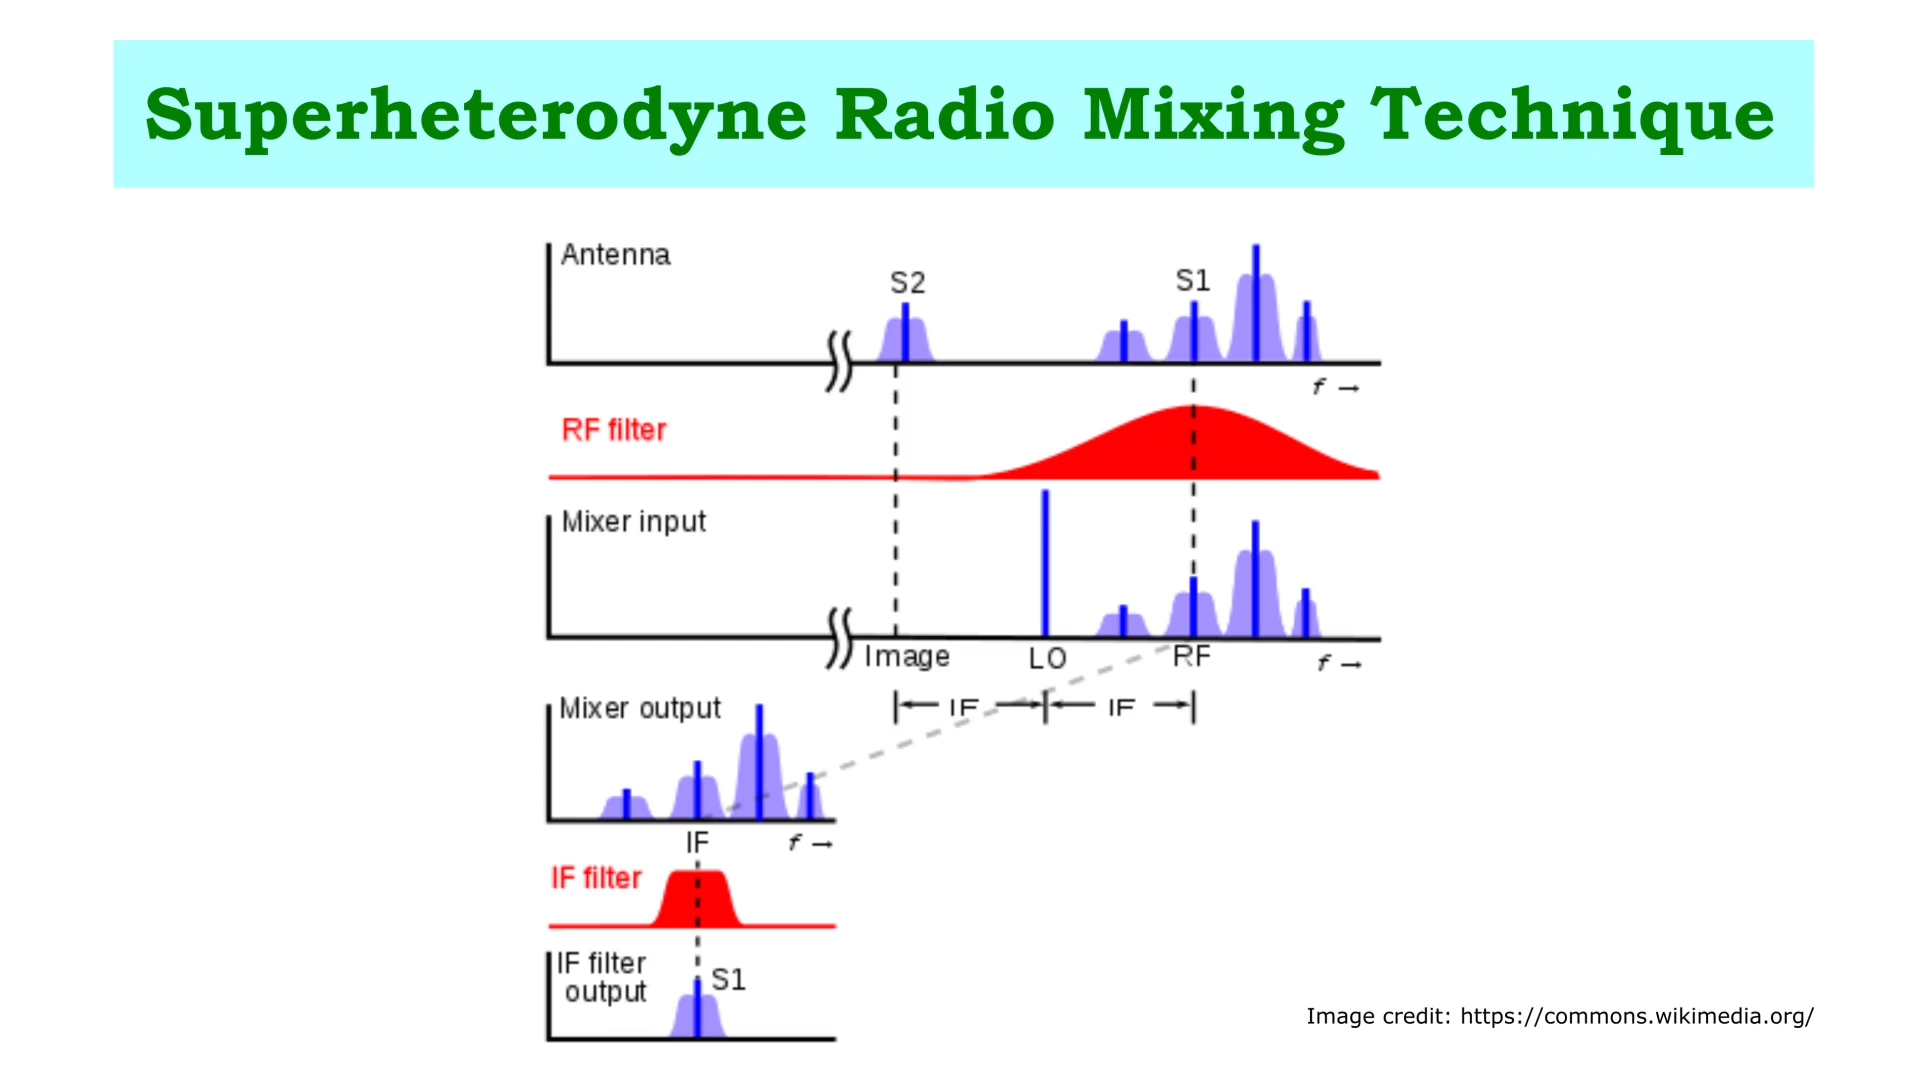 Superheterodyne Radio Mixing Technique
Antenna
S2
S1
f →
RF filter
Mixer input
Image
LO
RF
f →
IF
IF
Mixer output
IF
f →
IF filter
IF filter
output
S1
Image credit: https://commons.wikimedia.org/